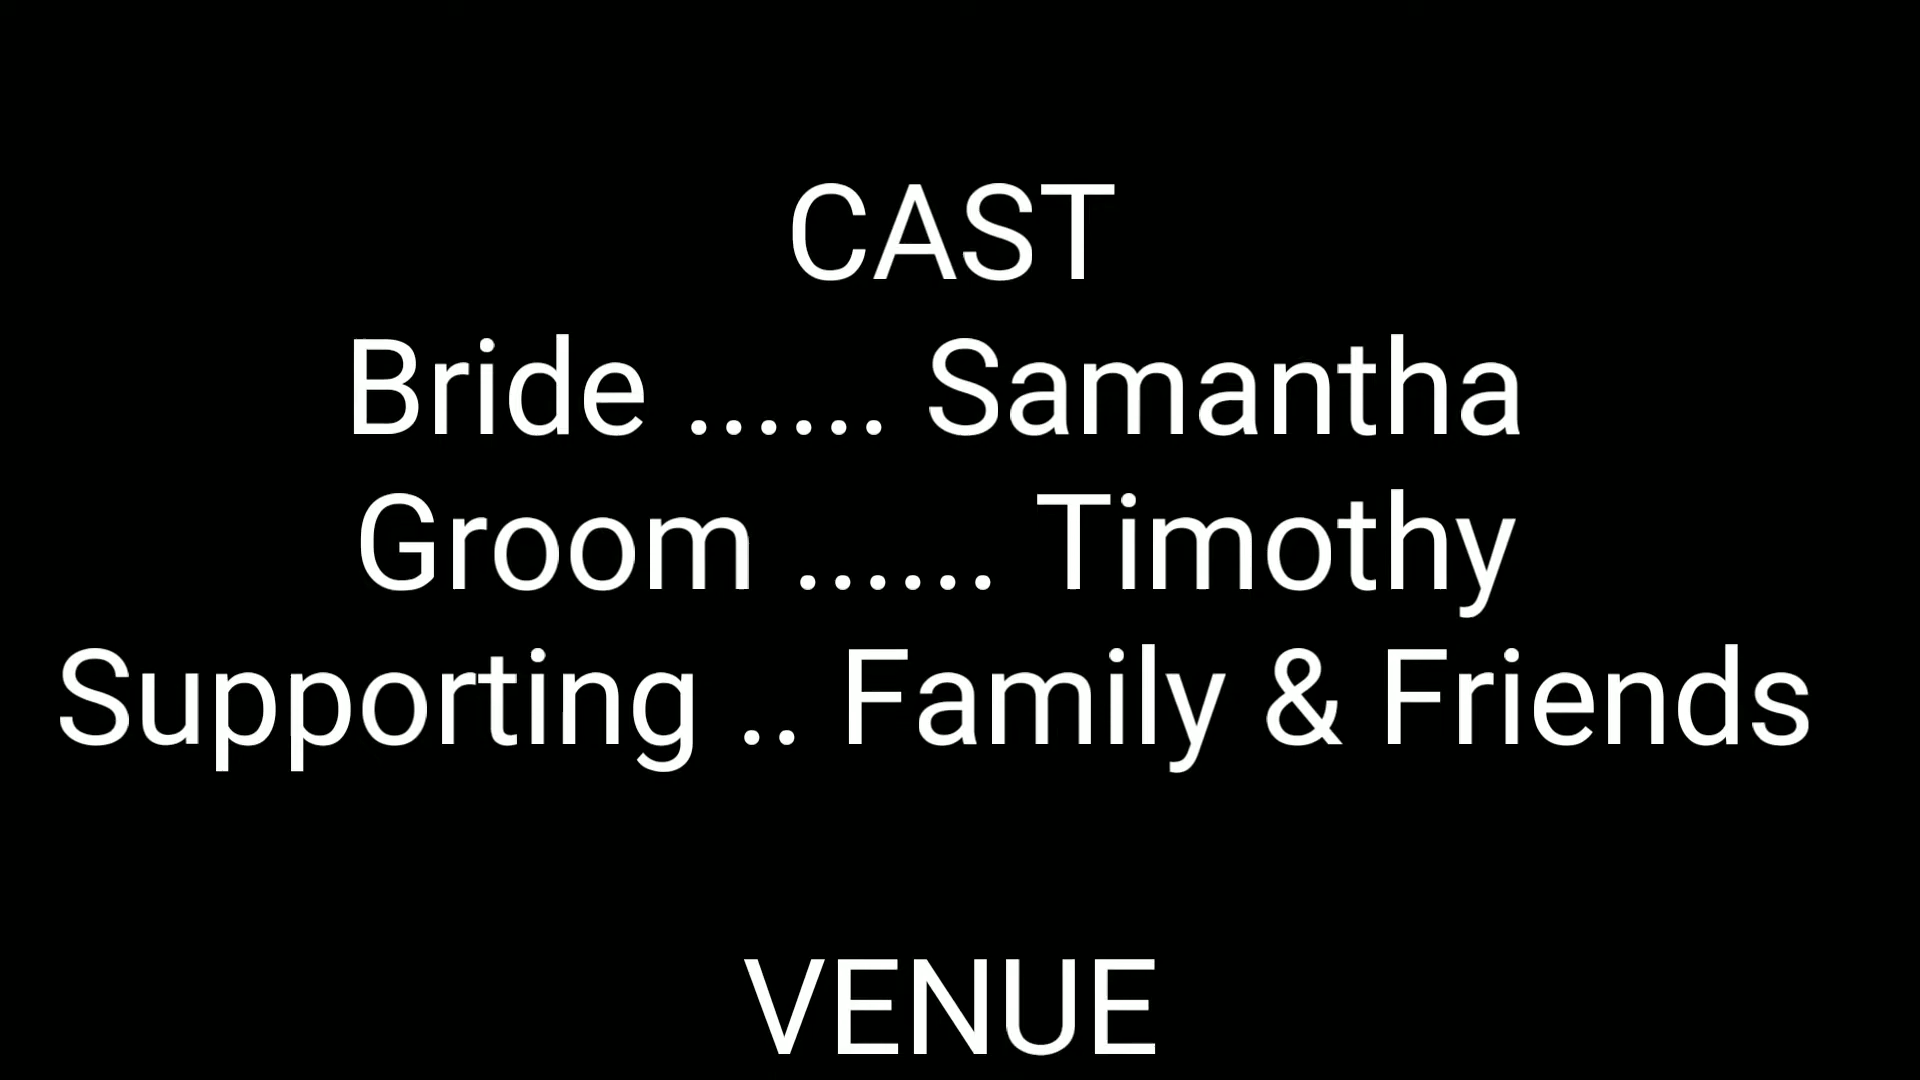 CAST
Bride ...... Samantha
Groom ...... Timothy
Supporting .. Family & Friends
VENUE